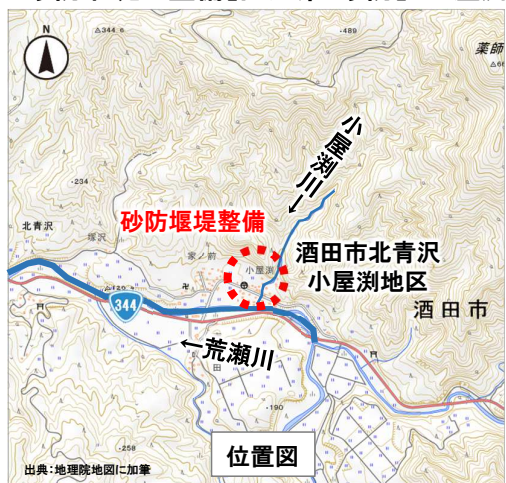 N
344.6
489
薬師
小屋渕川
←
234
砂防堰堤整備
北青沢
塚沢
家ノ前
小屋渕
酒田市北青沢
小屋渕地区
酒田市
344
←荒瀬川
田
190
258
位置図
出典：地理院地図に加筆